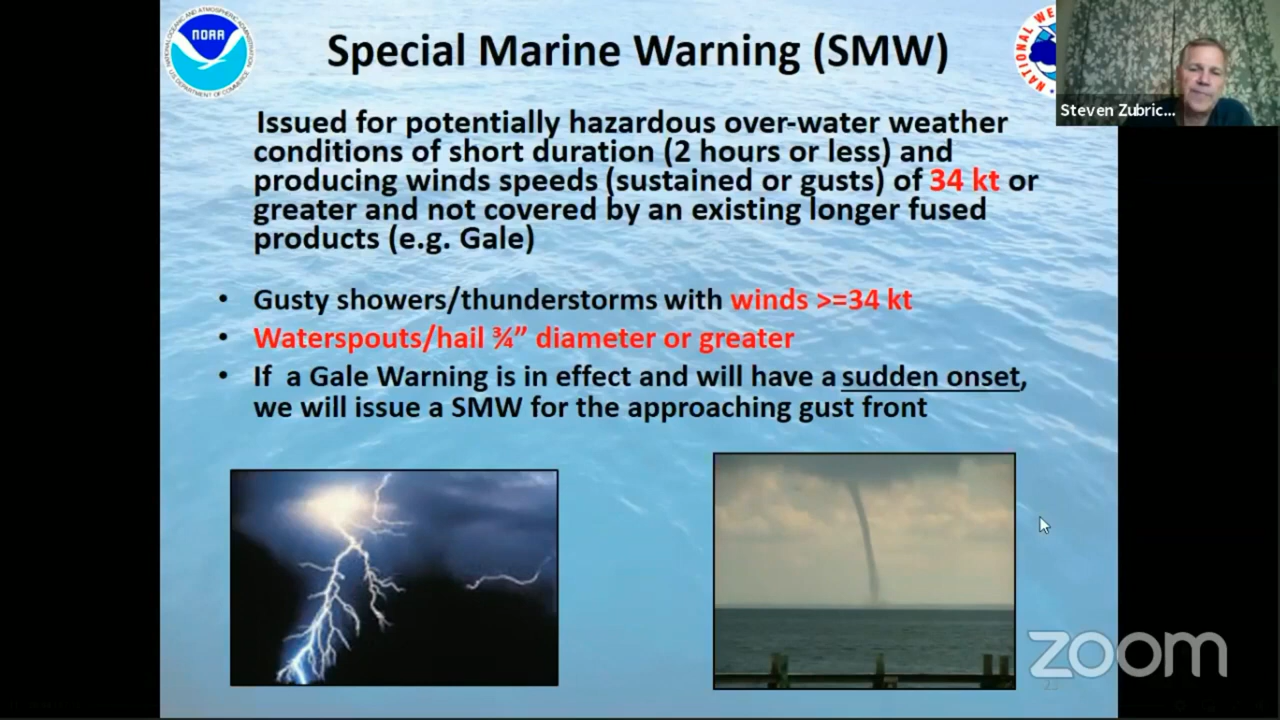 NOAA
Special Marine Warning (SMW)
NATIONAL WE
Steven Zubric...
Issued for potentially hazardous over-water weather
conditions of short duration (2 hours or less) and
producing winds speeds (sustained or gusts) of 34 kt or
greater and not covered by an existing longer fused
products (e.g. Gale)
• Gusty showers/thunderstorms with winds >=34 kt
• Waterspouts/hail ¾” diameter or greater
• If a Gale Warning is in effect and will have a sudden onset,
we will issue a SMW for the approaching gust front
zoom